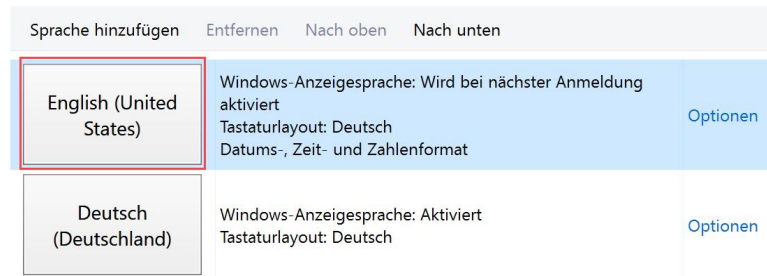 Sprache hinzufügen Entfernen Nach oben Nach unten
English (United
States)
Windows-Anzeigesprache: Wird bei nächster Anmeldung
aktiviert
Tastaturlayout: Deutsch
Datums-, Zeit- und Zahlenformat
Optionen
Deutsch
(Deutschland)
Windows-Anzeigesprache: Aktiviert
Tastaturlayout: Deutsch
Optionen